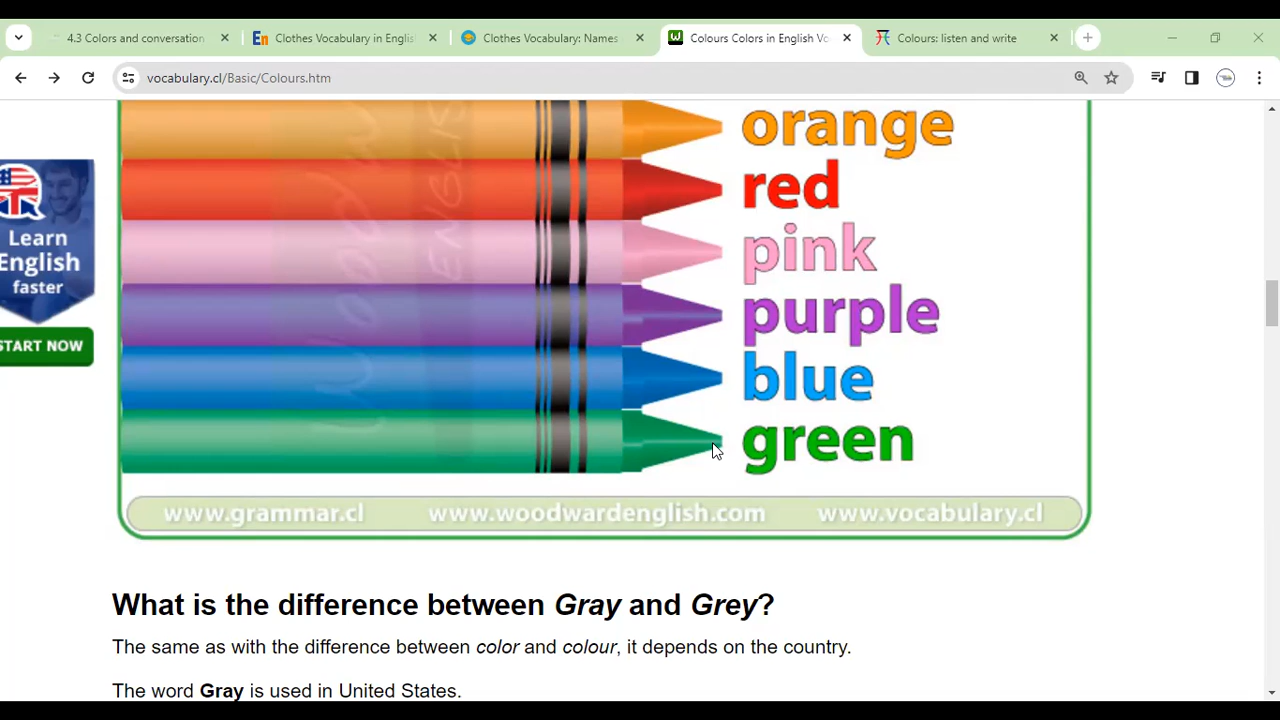 4.3 Colors and conversation
Clothes Vocabulary in Englis
Clothes Vocabulary: Names
Colours Colors in English Vo
Colours: listen and write
vocabulary.cl/Basic/Colours.htm
orange
red
pink
purple
blue
green
Learn
English
faster
START NOW
Wood W
ENGLIS
www.grammar.cl www.woodwardenglish.com www.vocabulary.cl
What is the difference between Gray and Grey?
The same as with the difference between color and colour, it depends on the country.
The word Gray is used in United States.